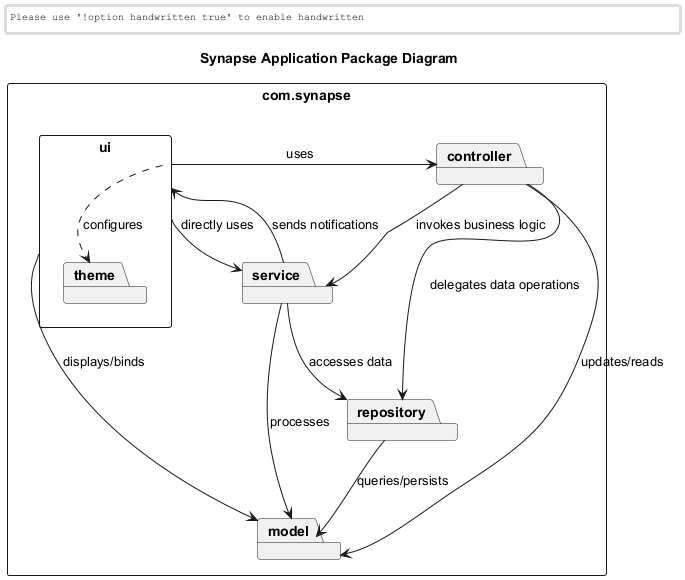 Please use '!option handwritten true' to enable handwritten
Synapse Application Package Diagram
com.synapse
ui
uses
controller
configures
directly uses
sends notifications
invokes business logic
theme
service
delegates data operations
displays/binds
accesses data
updates/reads
repository
processes
queries/persists
model